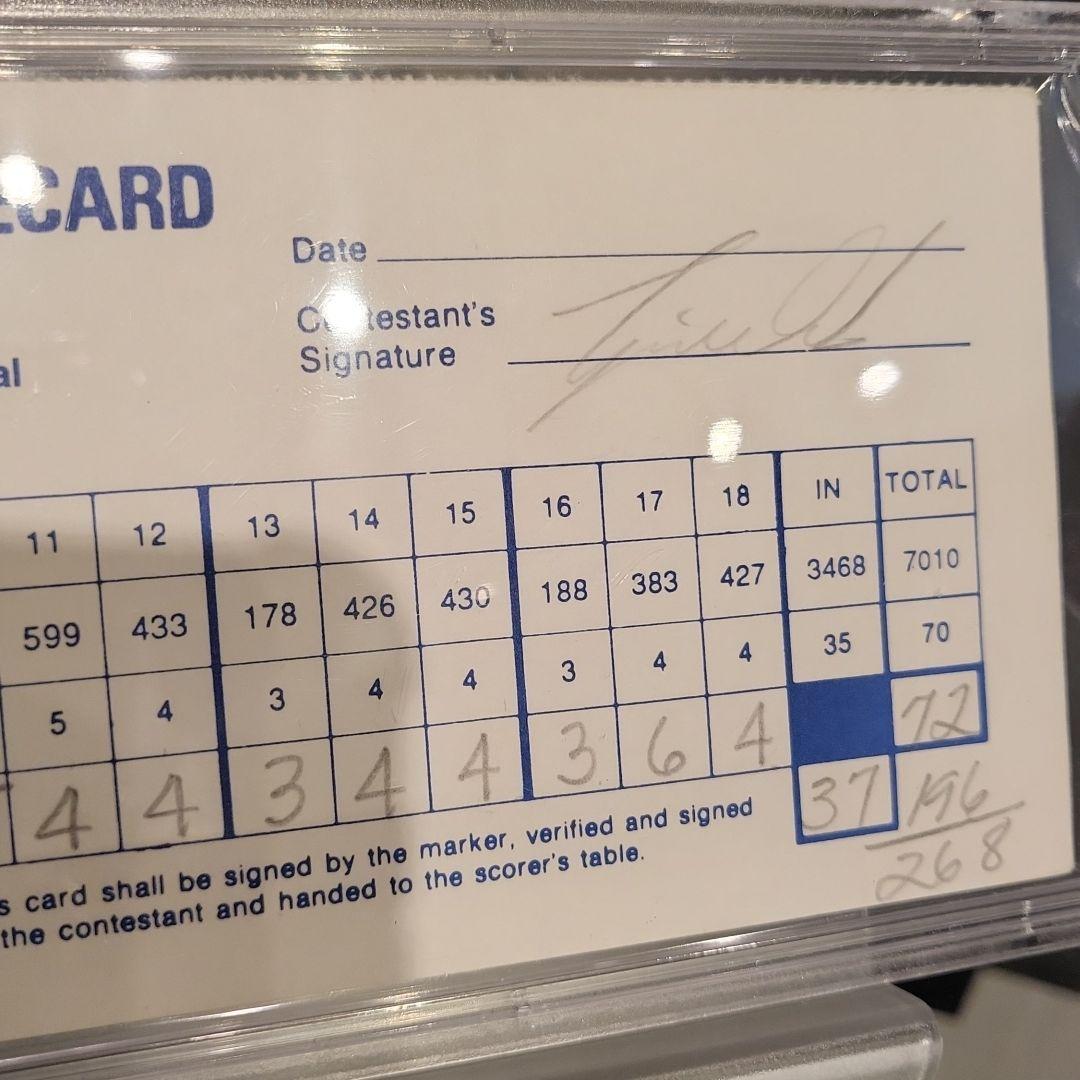 CARD
Date
Contestant's
Signature
al
11 12 13 14 15 16 17 18 IN TOTAL
599 433 178 426 430 188 383 427 3468 7010
5 4 3 4 4 3 4 4 35 70
72
4 4 3 4 4 3 6 4 37 196
268
s card shall be signed by the marker, verified and signed
the contestant and handed to the scorer's table.